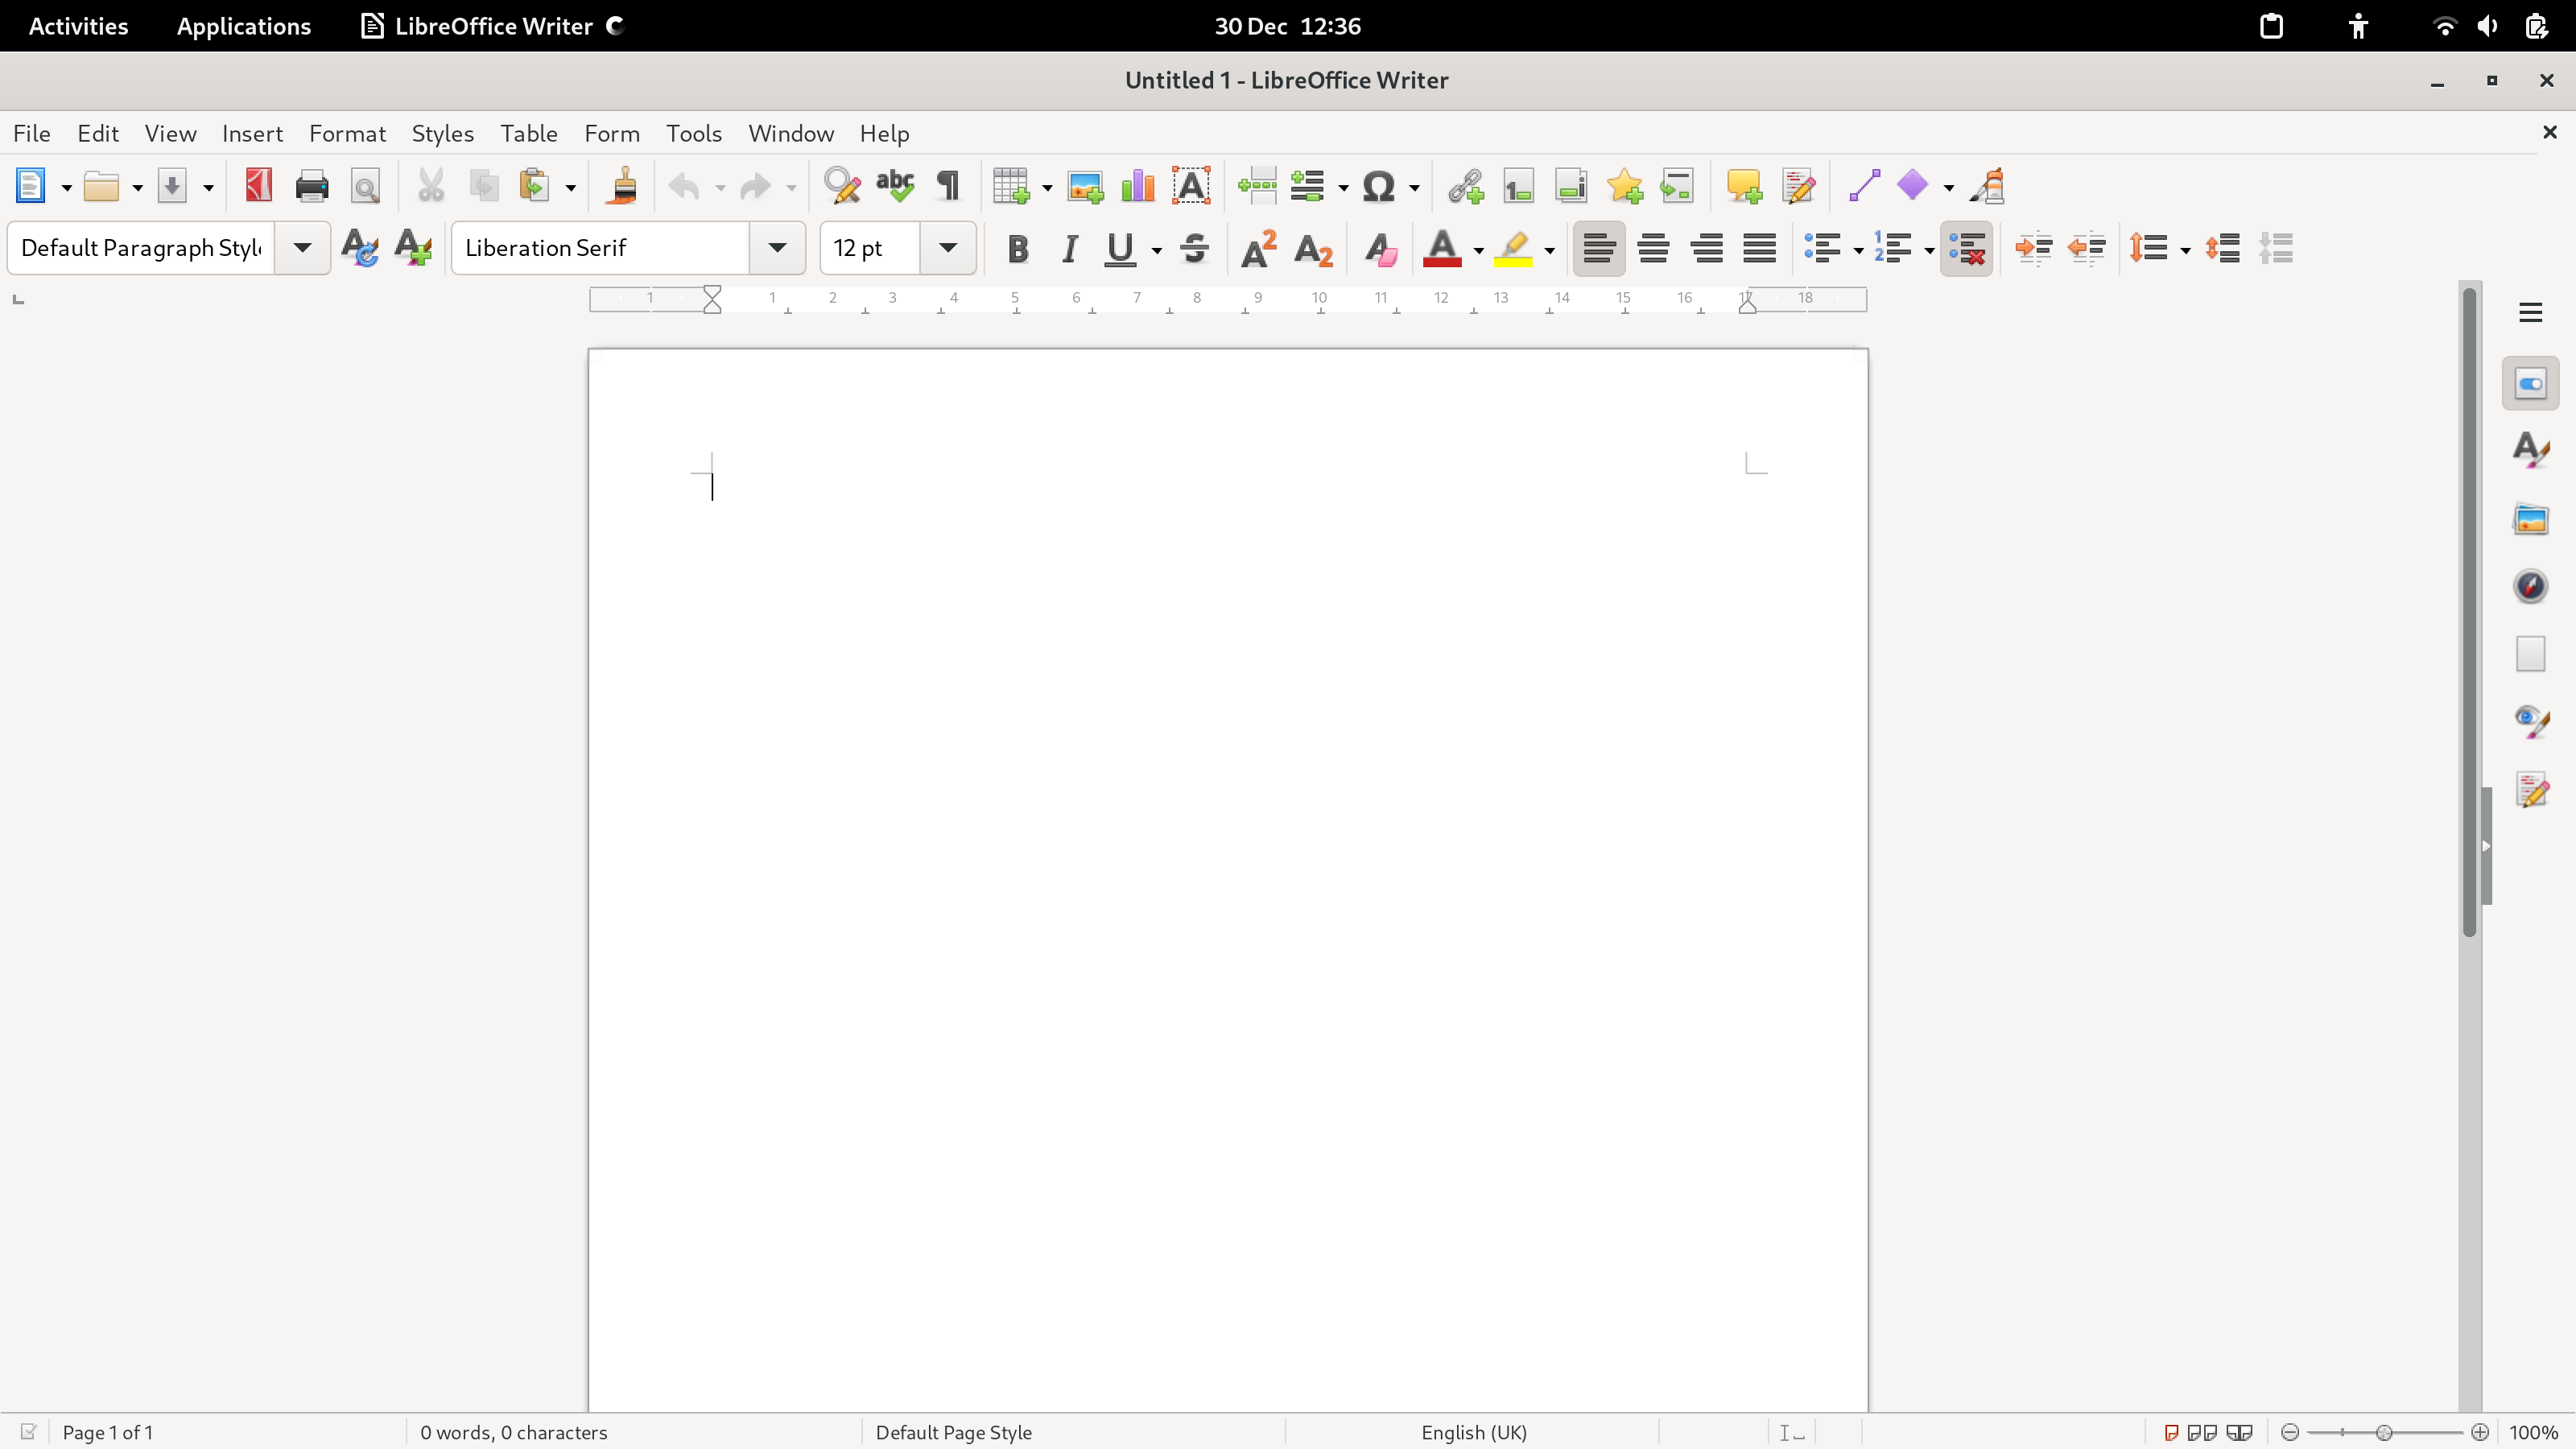 Activities Applications LibreOffice Writer 30 Dec 12:36
Untitled 1 - LibreOffice Writer
File Edit View Insert Format Styles Table Form Tools Window Help
Default Paragraph Style Liberation Serif 12 pt
1 1 2 3 4 5 6 7 8 9 10 11 12 13 14 15 16 17 18
Page 1 of 1 0 words, 0 characters Default Page Style English (UK) 100%